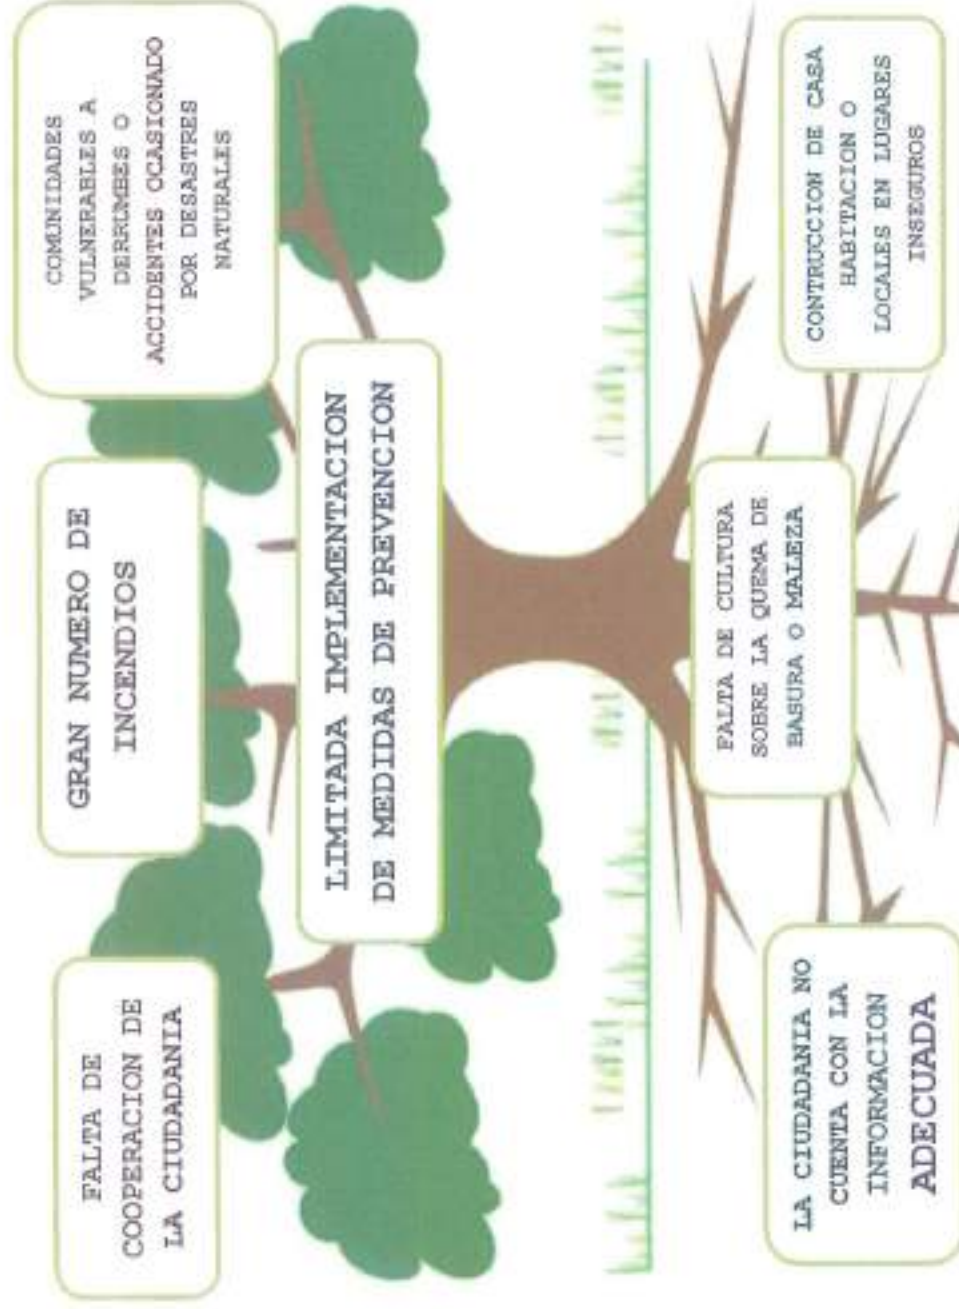 FALTA DE
COOPERACION DE
LA CIUDADANIA
GRAN NUMERO DE
INCENDIOS
COMUNIDADES
VULNERABLES A
DERRUMBES O
ACCIDENTES OCASIONADO
POR DESASTRES
NATURALES
LIMITADA IMPLEMENTACION
DE MEDIDAS DE PREVENCION
LA CIUDADANIA NO
CUENTA CON LA
INFORMACION
ADECUADA
FALTA DE CULTURA
SOBRE LA QUEMA DE
BASURA O MALEZA
CONTRUCCION DE CASA
HABITACION O
LOCALES EN LUGARES
INSEGUROS